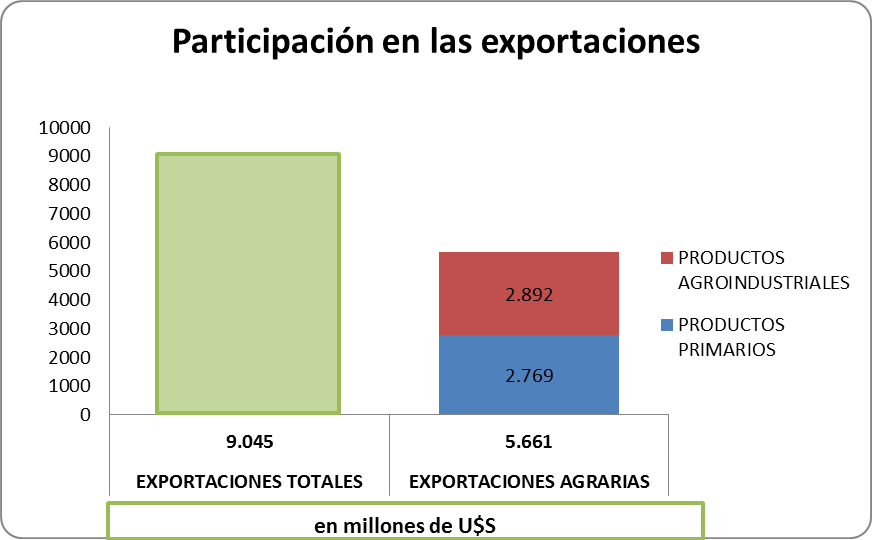 Participación en las exportaciones
10000
9000
8000
7000
6000
5000
4000
3000
2000
1000
0
2.892
2.769
PRODUCTOS
AGROINDUSTRIALES
PRODUCTOS
PRIMARIOS
9.045
5.661
EXPORTACIONES TOTALES
EXPORTACIONES AGRARIAS
en millones de U$S